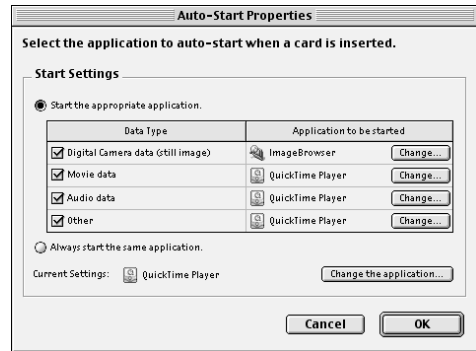 Auto-Start Properties
Select the application to auto-start when a card is inserted.
Start Settings
Start the appropriate application.
Data Type Application to be started
Digital Camera data (still image) ImageBrowser Change...
Movie data QuickTime Player Change...
Audio data QuickTime Player Change...
Other QuickTime Player Change...
Always start the same application.
Current Settings: QuickTime Player Change the application...
Cancel OK